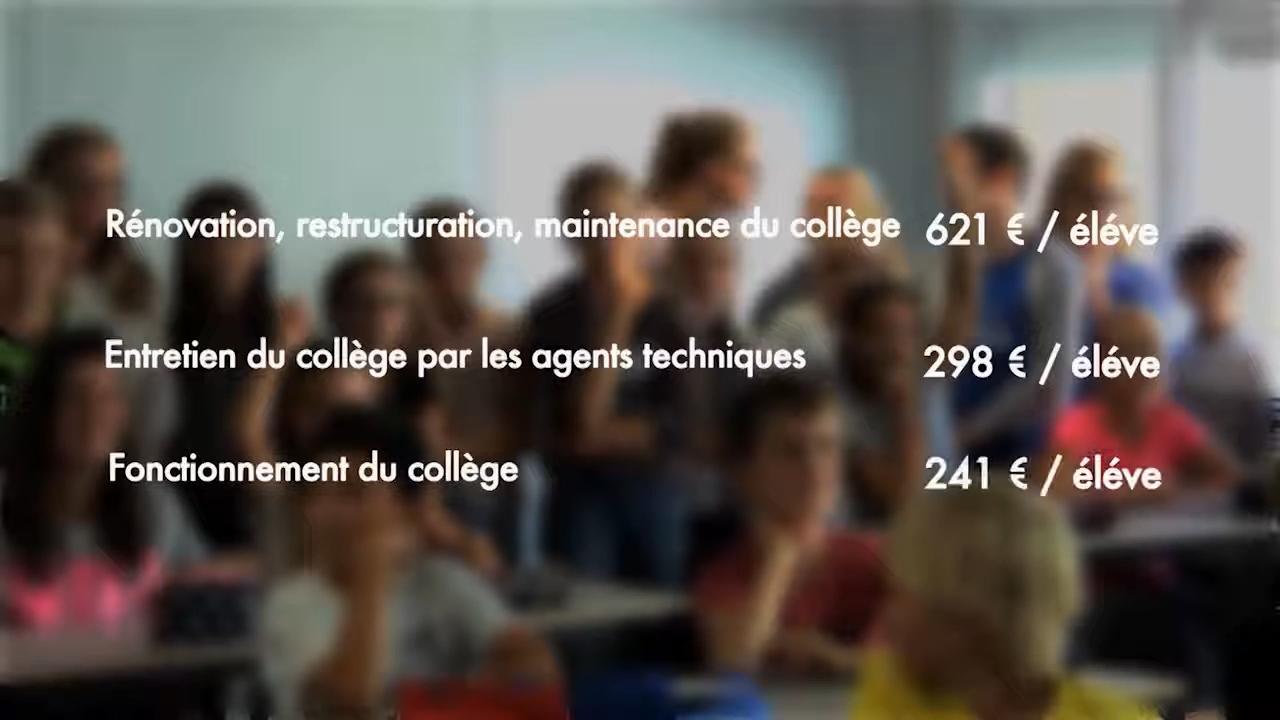 Rénovation, restructuration, maintenance du collège 621 € / éléve
Entretien du collège par les agents techniques 298 € / éléve
Fonctionnement du collège 241 € / éléve